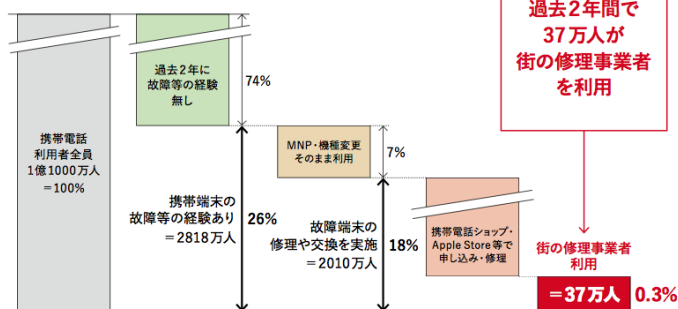 過去2年間で
37万人が
街の修理事業者
を利用
過去2年に
故障等の経験
無し
74%
携帯電話
利用者全員
1億1000万人
＝100%
MNP・機種変更
そのまま利用
7%
携帯端末の
故障等の経験あり
＝2818万人
26%
故障端末の
修理や交換を実施
＝2010万人
18%
携帯電話ショップ・
Apple Store等で
申し込み・修理
街の修理事業者
利用
＝37万人
0.3%